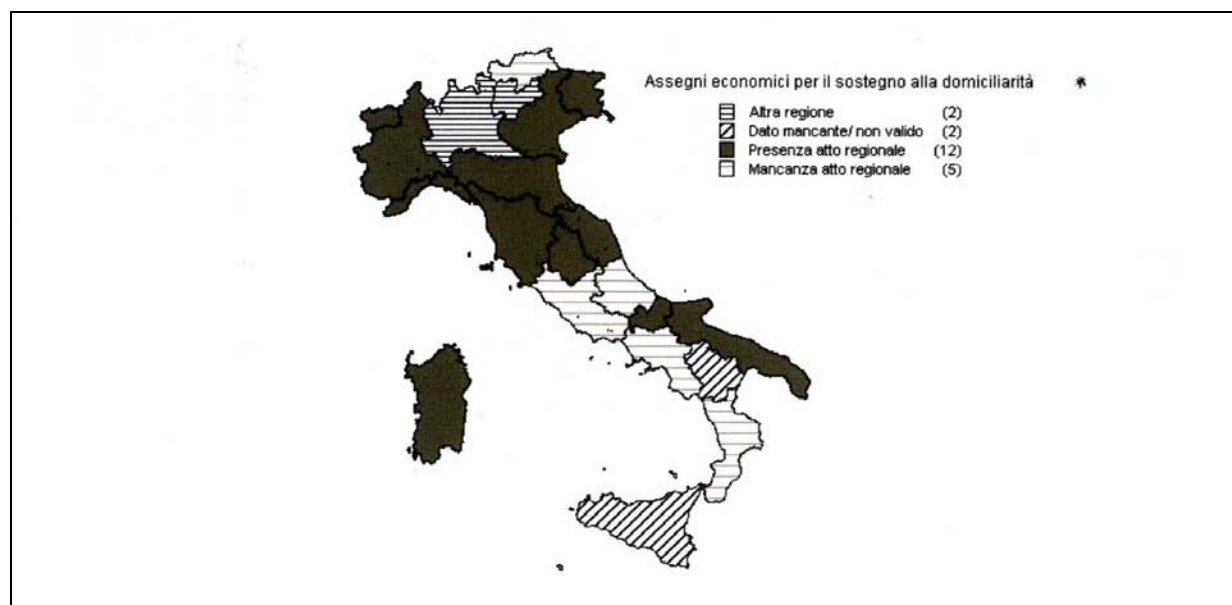 Assegni economici per il sostegno alla domiciliarità *
Altra regione (2)
Dato mancante/ non valido (2)
Presenza atto regionale (12)
Mancanza atto regionale (5)